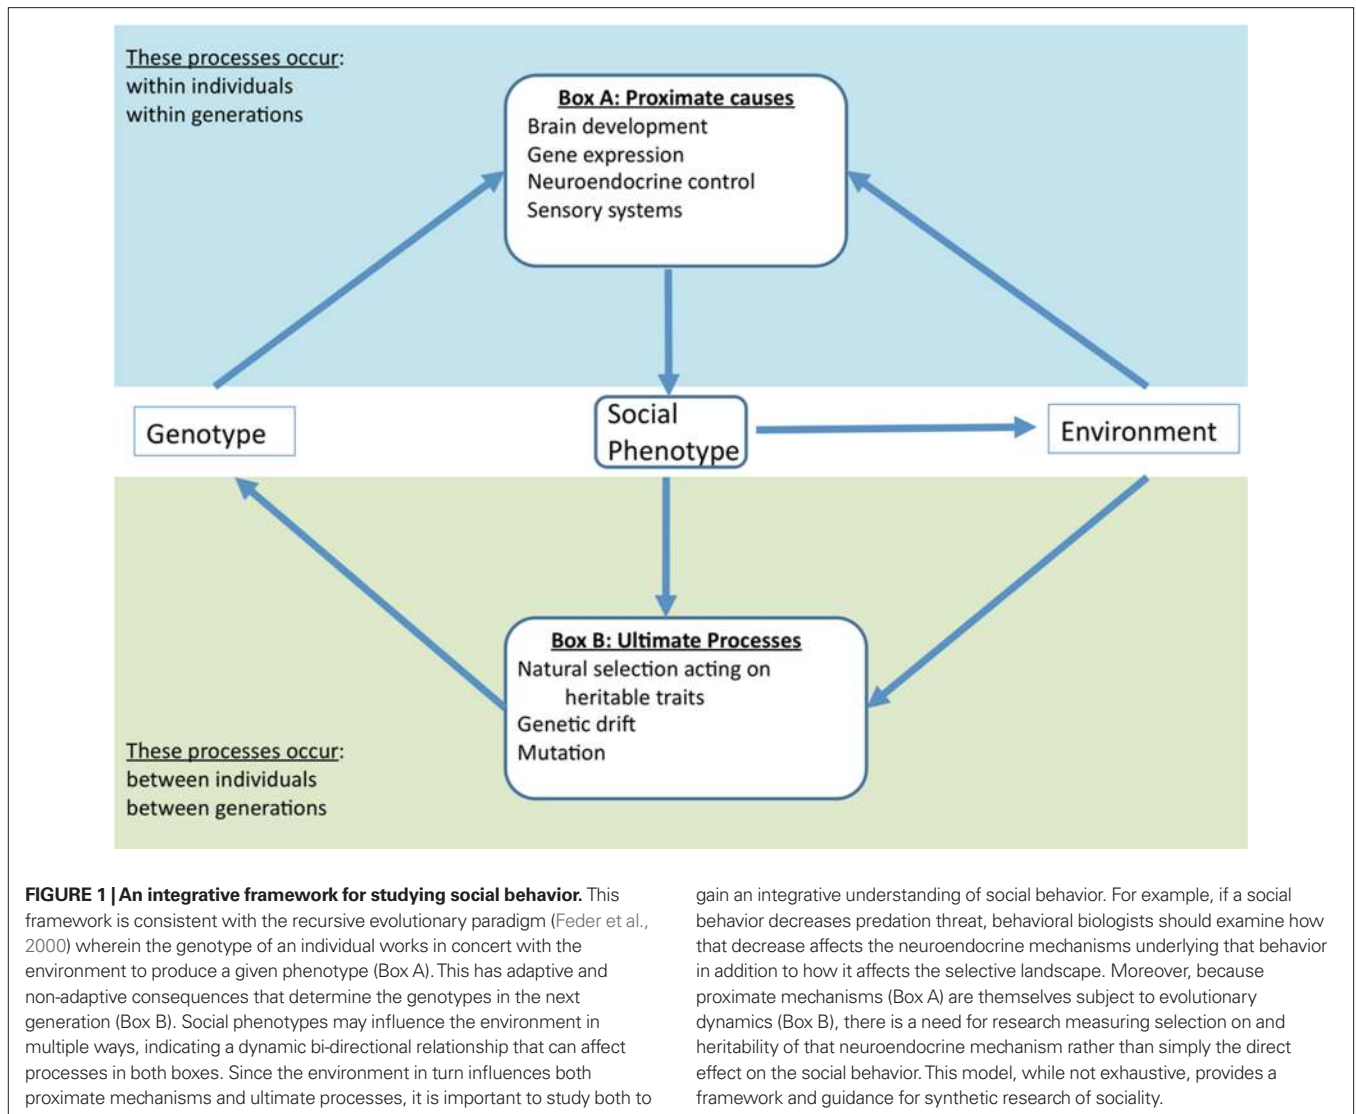 These processes occur:
within individuals
within generations
Box A: Proximate causes
Brain development
Gene expression
Neuroendocrine control
Sensory systems
Genotype
Social
Phenotype
Environment
Box B: Ultimate Processes
Natural selection acting on
heritable traits
Genetic drift
Mutation
These processes occur:
between individuals
between generations
FIGURE 1 | An integrative framework for studying social behavior. This
framework is consistent with the recursive evolutionary paradigm (Feder et al.,
2000) wherein the genotype of an individual works in concert with the
environment to produce a given phenotype (Box A). This has adaptive and
non-adaptive consequences that determine the genotypes in the next
generation (Box B). Social phenotypes may influence the environment in
multiple ways, indicating a dynamic bi-directional relationship that can affect
processes in both boxes. Since the environment in turn influences both
proximate mechanisms and ultimate processes, it is important to study both to
gain an integrative understanding of social behavior. For example, if a social
behavior decreases predation threat, behavioral biologists should examine how
that decrease affects the neuroendocrine mechanisms underlying that behavior
in addition to how it affects the selective landscape. Moreover, because
proximate mechanisms (Box A) are themselves subject to evolutionary
dynamics (Box B), there is a need for research measuring selection on and
heritability of that neuroendocrine mechanism rather than simply the direct
effect on the social behavior. This model, while not exhaustive, provides a
framework and guidance for synthetic research of sociality.